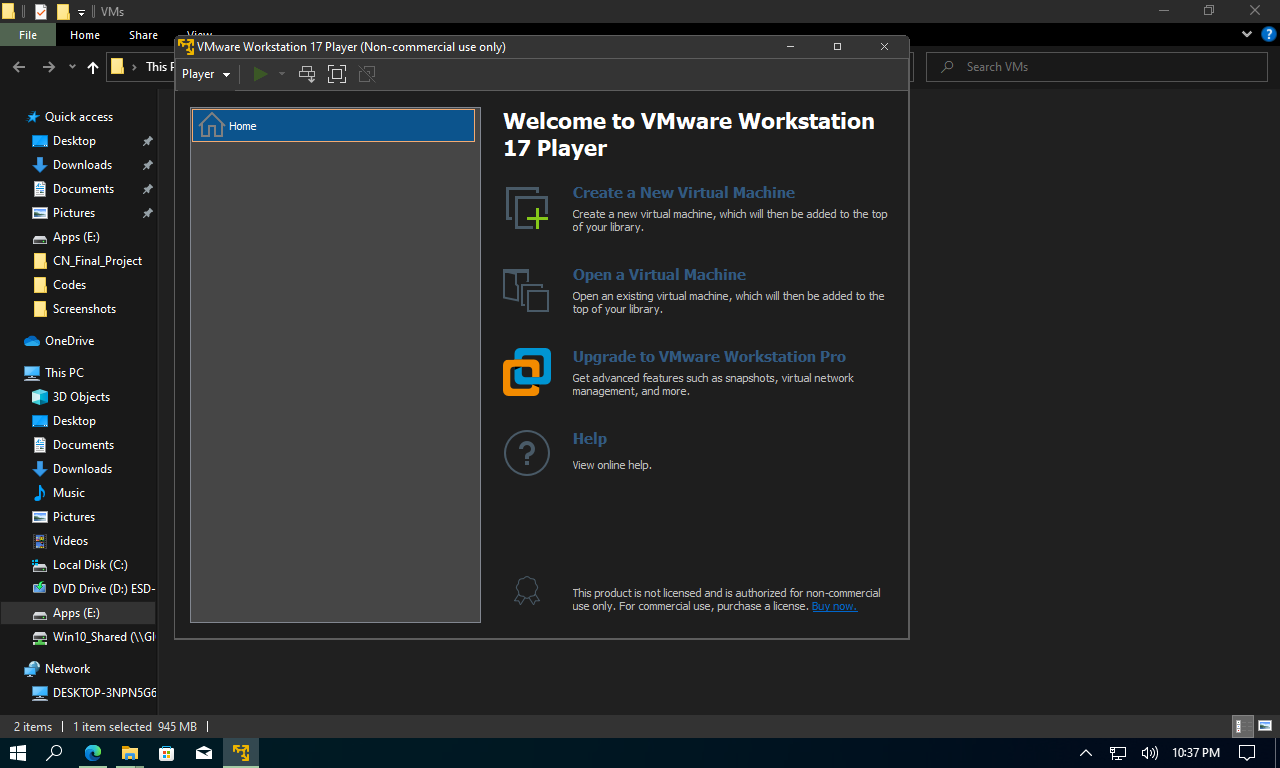 VMs
File
Home
Share
View
VMware Workstation 17 Player (Non-commercial use only)
This
Search VMs
Player
Quick access
Desktop
Downloads
Documents
Pictures
Apps (E:)
CN_Final_Project
Codes
Screenshots
OneDrive
This PC
3D Objects
Desktop
Documents
Downloads
Music
Pictures
Videos
Local Disk (C:)
DVD Drive (D:) ESD-
Apps (E:)
Win10_Shared (\\Gl
Network
DESKTOP-3NPN5G6
Home
Welcome to VMware Workstation
17 Player
Create a New Virtual Machine
Create a new virtual machine, which will then be added to the top
of your library.
Open a Virtual Machine
Open an existing virtual machine, which will then be added to the
top of your library.
Upgrade to VMware Workstation Pro
Get advanced features such as snapshots, virtual network
management, and more.
Help
View online help.
This product is not licensed and is authorized for non-commercial
use only. For commercial use, purchase a license. Buy now.
2 items
1 item selected 945 MB
10:37 PM